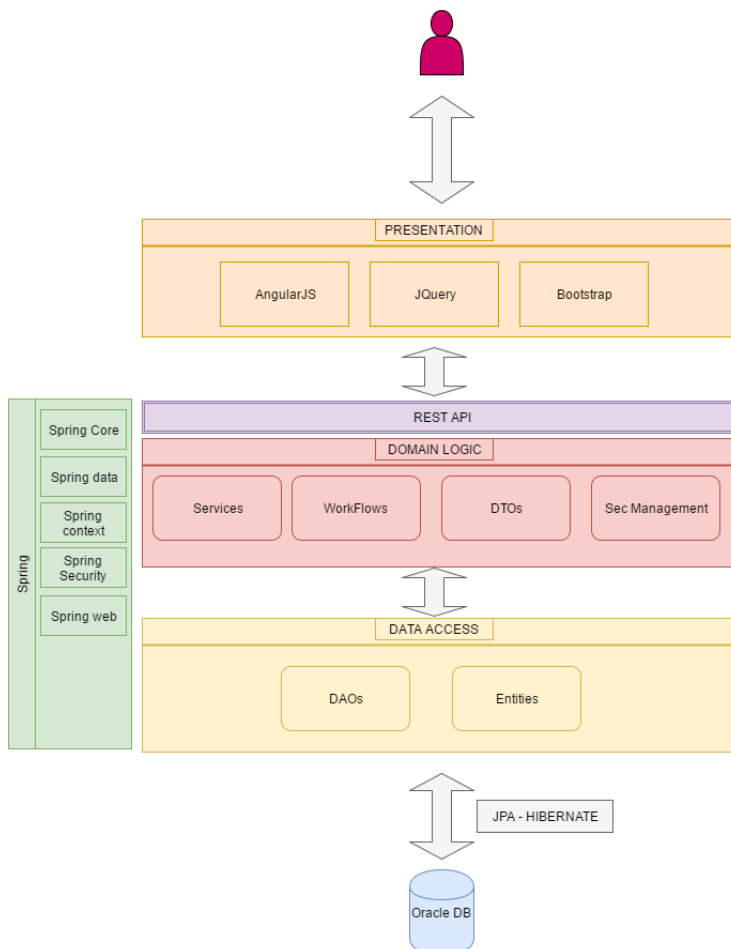 PRESENTATION
AngularJS
JQuery
Bootstrap
REST API
DOMAIN LOGIC
Services
WorkFlows
DTOs
Sec Management
Spring
Spring Core
Spring data
Spring
context
Spring
Security
Spring web
DATA ACCESS
DAOs
Entities
JPA - HIBERNATE
Oracle DB